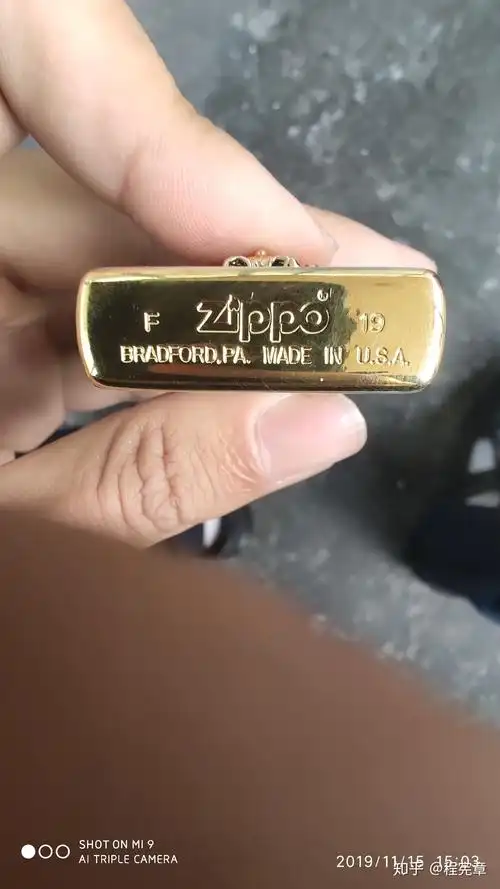 F Zippo® '19
BRADFORD,PA. MADE IN U.S.A.
SHOT ON MI 9
AI TRIPLE CAMERA
2019/11/15 15:03
知乎 @程宪章